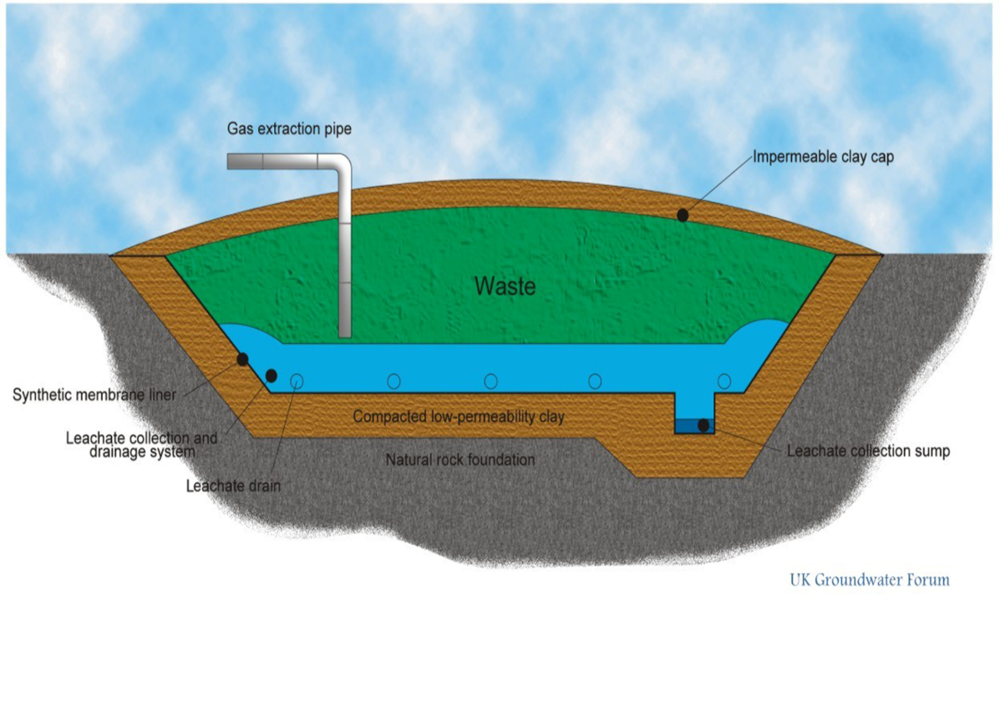 Gas extraction pipe
Impermeable clay cap
Waste
Synthetic membrane liner
Compacted low-permeability clay
Leachate collection and
drainage system
Leachate collection sump
Natural rock foundation
Leachate drain
UK Groundwater Forum